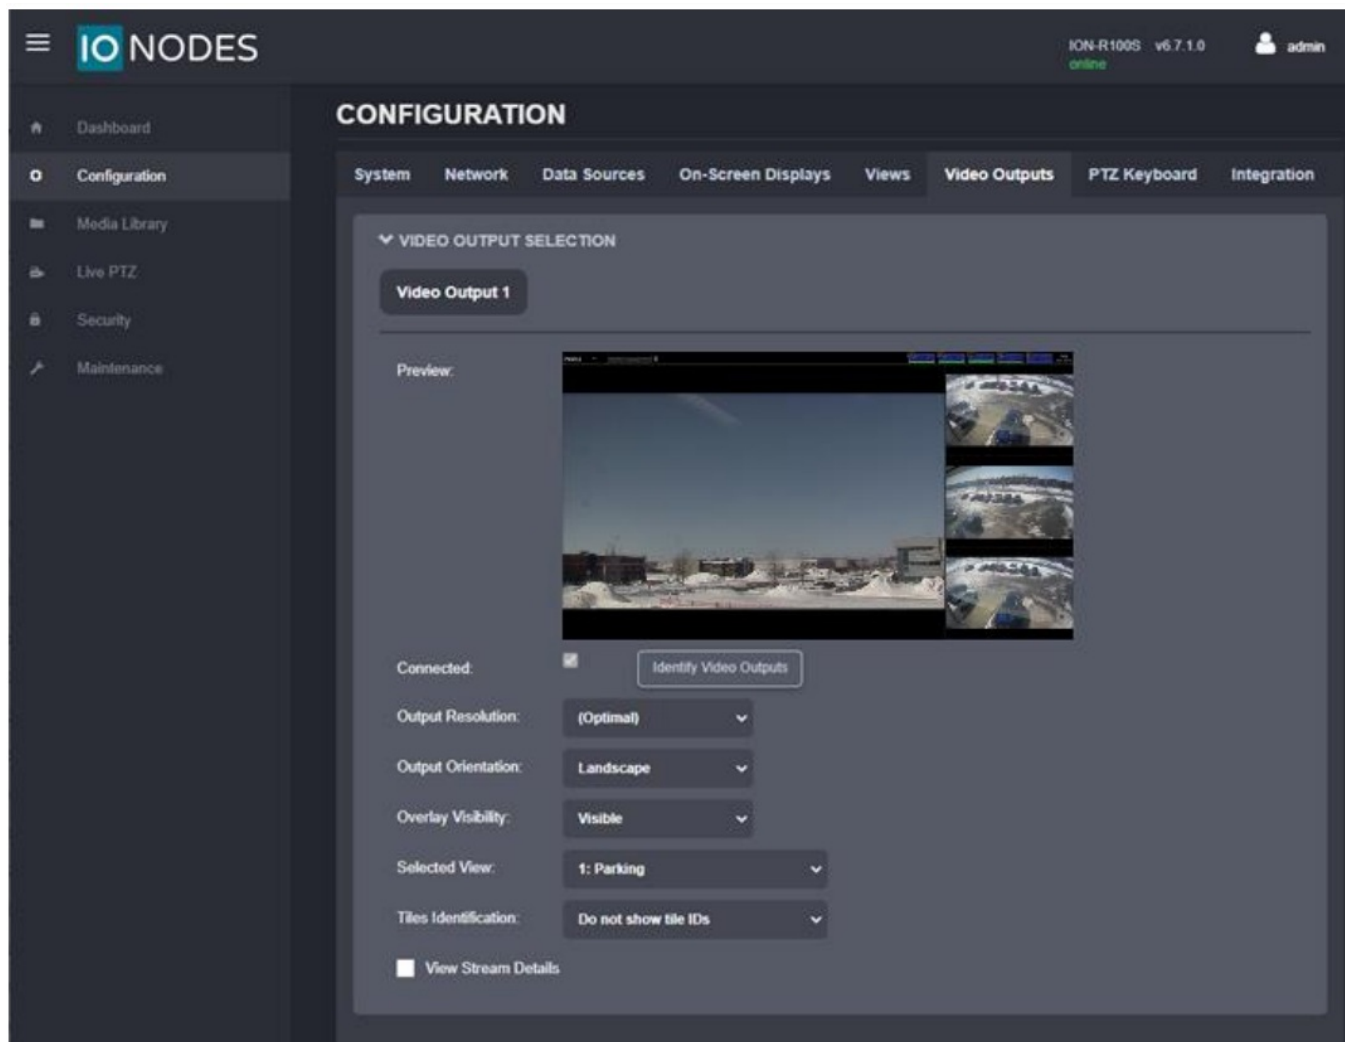 IO NODES
ION-R100S v6.7.1.0
online
admin
Dashboard
Configuration
Media Library
Live PTZ
Security
Maintenance
CONFIGURATION
System Network Data Sources On-Screen Displays Views Video Outputs PTZ Keyboard Integration
VIDEO OUTPUT SELECTION
Video Output 1
Preview:
Connected:
Identify Video Outputs
Output Resolution: (Optimal)
Output Orientation: Landscape
Overlay Visibility: Visible
Selected View: 1: Parking
Tiles Identification: Do not show tile IDs
View Stream Details